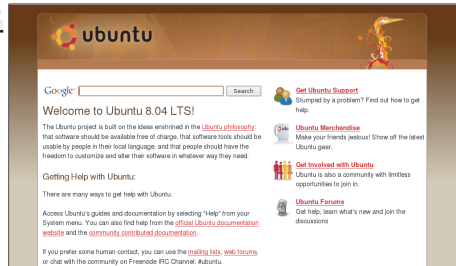 ubuntu
Google
Search
Welcome to Ubuntu 8.04 LTS!
The Ubuntu project is built on the ideas enshrined in the Ubuntu philosophy:
that software should be available free of charge, that software tools should be
usable by people in their local language, and that people should have the
freedom to customize and alter their software in whatever way they need.
Getting Help with Ubuntu:
There are many ways to get help with Ubuntu.
Access Ubuntu's guides and documentation by selecting "Help" from your
System menu. You can also find help from the official Ubuntu documentation
website and the community contributed documentation.
If you prefer some human contact, you can use the mailing lists, web forums,
or chat with the community on Freenode IRC Channel: #ubuntu.
Get Ubuntu Support
Stumped by a problem? Find out how to get
help.
Ubuntu Merchandise
Make your friends jealous! Show off the latest
Ubuntu gear.
Get Involved with Ubuntu
Ubuntu is also a community with limitless
opportunities to join in.
Ubuntu Forums
Get help, learn what's new and join the
discussions